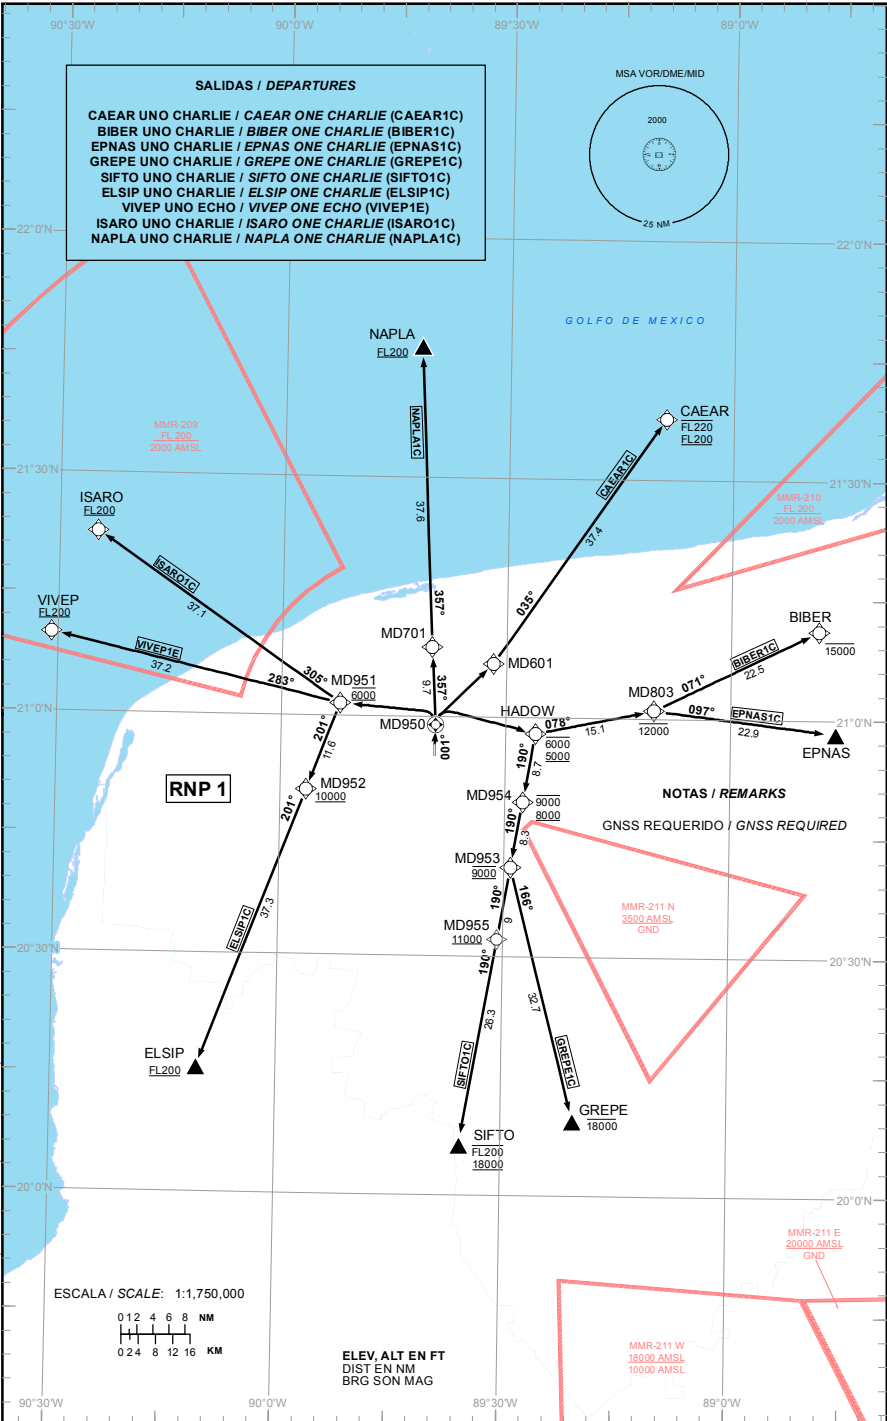 90°30'W
90°0'W
89°30'W
89°0'W
SALIDAS / DEPARTURES
CAEAR UNO CHARLIE / CAEAR ONE CHARLIE (CAEAR1C)
BIBER UNO CHARLIE / BIBER ONE CHARLIE (BIBER1C)
EPNAS UNO CHARLIE / EPNAS ONE CHARLIE (EPNAS1C)
GREPE UNO CHARLIE / GREPE ONE CHARLIE (GREPE1C)
SIFTO UNO CHARLIE / SIFTO ONE CHARLIE (SIFTO1C)
ELSIP UNO CHARLIE / ELSIP ONE CHARLIE (ELSIP1C)
VIVEP UNO ECHO / VIVEP ONE ECHO (VIVEP1E)
ISARO UNO CHARLIE / ISARO ONE CHARLIE (ISARO1C)
NAPLA UNO CHARLIE / NAPLA ONE CHARLIE (NAPLA1C)
MSA VOR/DME/MID
2000
25 NM
22°0'N
22°0'N
GOLFO DE MEXICO
NAPLA
FL200
NAPLA1C
37.6
357°
CAEAR
FL220
FL200
CAEAR1C
37.4
035°
MMR-209
FL 200
2000 AMSL
21°30'N
21°30'N
MMR-210
FL 200
2000 AMSL
ISARO
FL200
ISARO1C
37.1
305°
VIVEP
FL200
VIVEP1E
37.2
283°
MD951
6000
MD701
357°
9.7
MD601
MD950
001°
HADOW
6000
5000
078°
15.1
MD803
12000
071°
BIBER1C
22.5
BIBER
15000
097°
EPNAS1C
22.9
EPNAS
21°0'N
21°0'N
201°
11.6
MD952
10000
201°
RNP 1
190°
8.7
MD954
9000
8000
190°
8.3
MD953
9000
190°
9
166°
MD955
11000
190°
NOTAS / REMARKS
GNSS REQUERIDO / GNSS REQUIRED
MMR-211 N
3500 AMSL
GND
20°30'N
20°30'N
ELSIP1C
37.3
ELSIP
FL200
26.3
SIFTO1C
SIFTO
FL200
18000
32.7
GREPE1C
GREPE
18000
20°0'N
20°0'N
MMR-211 E
20000 AMSL
GND
MMR-211 W
18000 AMSL
10000 AMSL
ESCALA / SCALE: 1:1,750,000
0 1 2 4 6 8 NM
0 2 4 8 12 16 KM
ELEV, ALT EN FT
DIST EN NM
BRG SON MAG
90°30'W
90°0'W
89°30'W
89°0'W